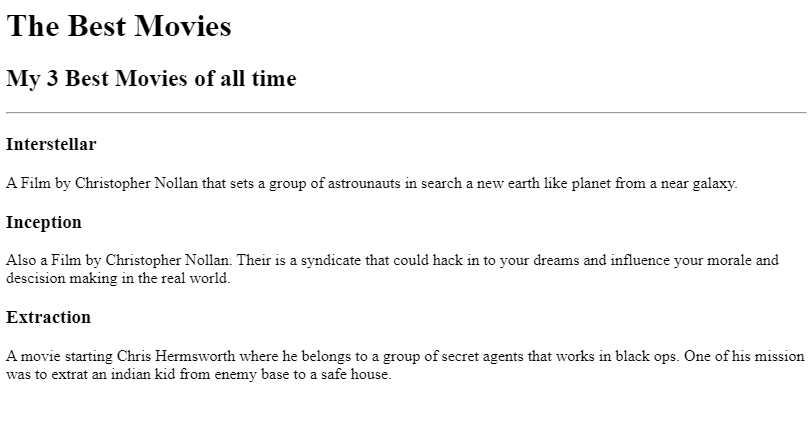 The Best Movies
My 3 Best Movies of all time
Interstellar
A Film by Christopher Nollan that sets a group of astrounauts in search a new earth like planet from a near galaxy.
Inception
Also a Film by Christopher Nollan. Their is a syndicate that could hack in to your dreams and influence your morale and
descision making in the real world.
Extraction
A movie starting Chris Hermsworth where he belongs to a group of secret agents that works in black ops. One of his mission
was to extrat an indian kid from enemy base to a safe house.